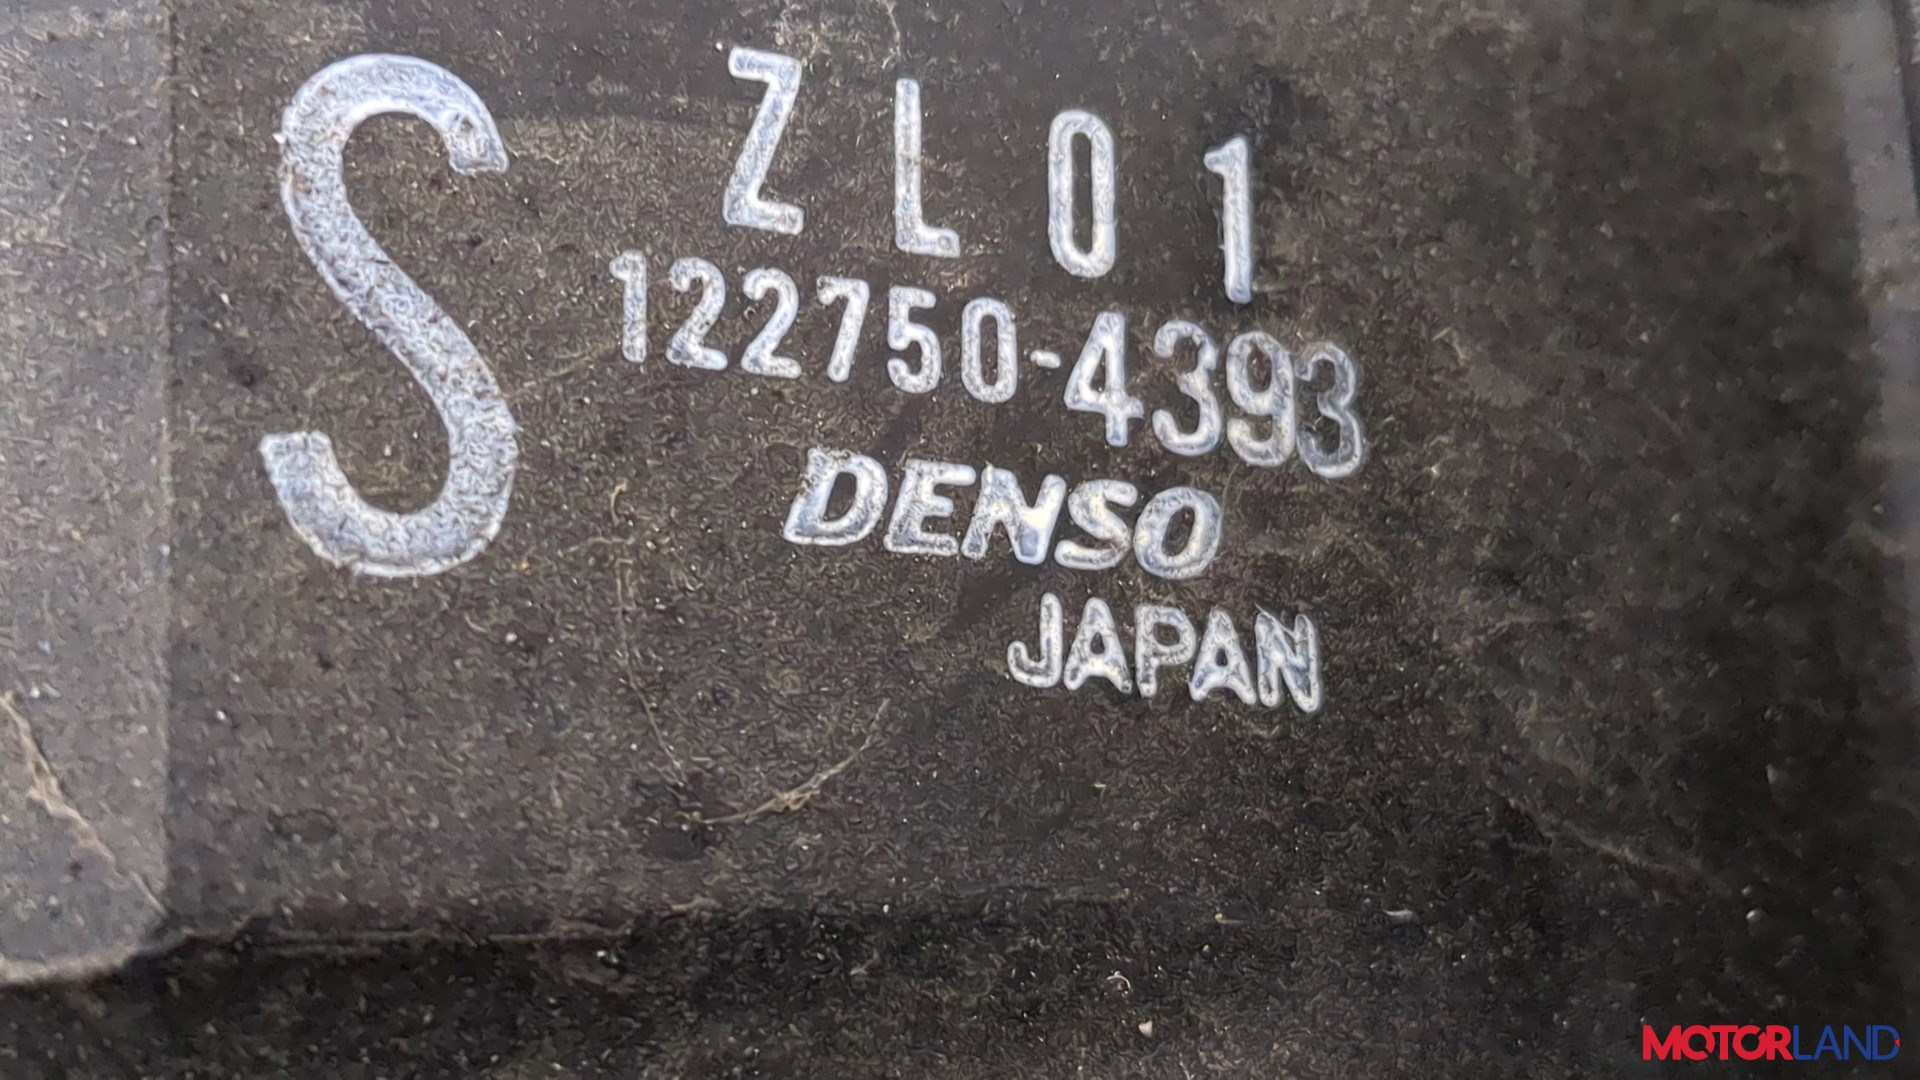 S
ZL01
122750-4393
DENSO
JAPAN
MOTORLAND